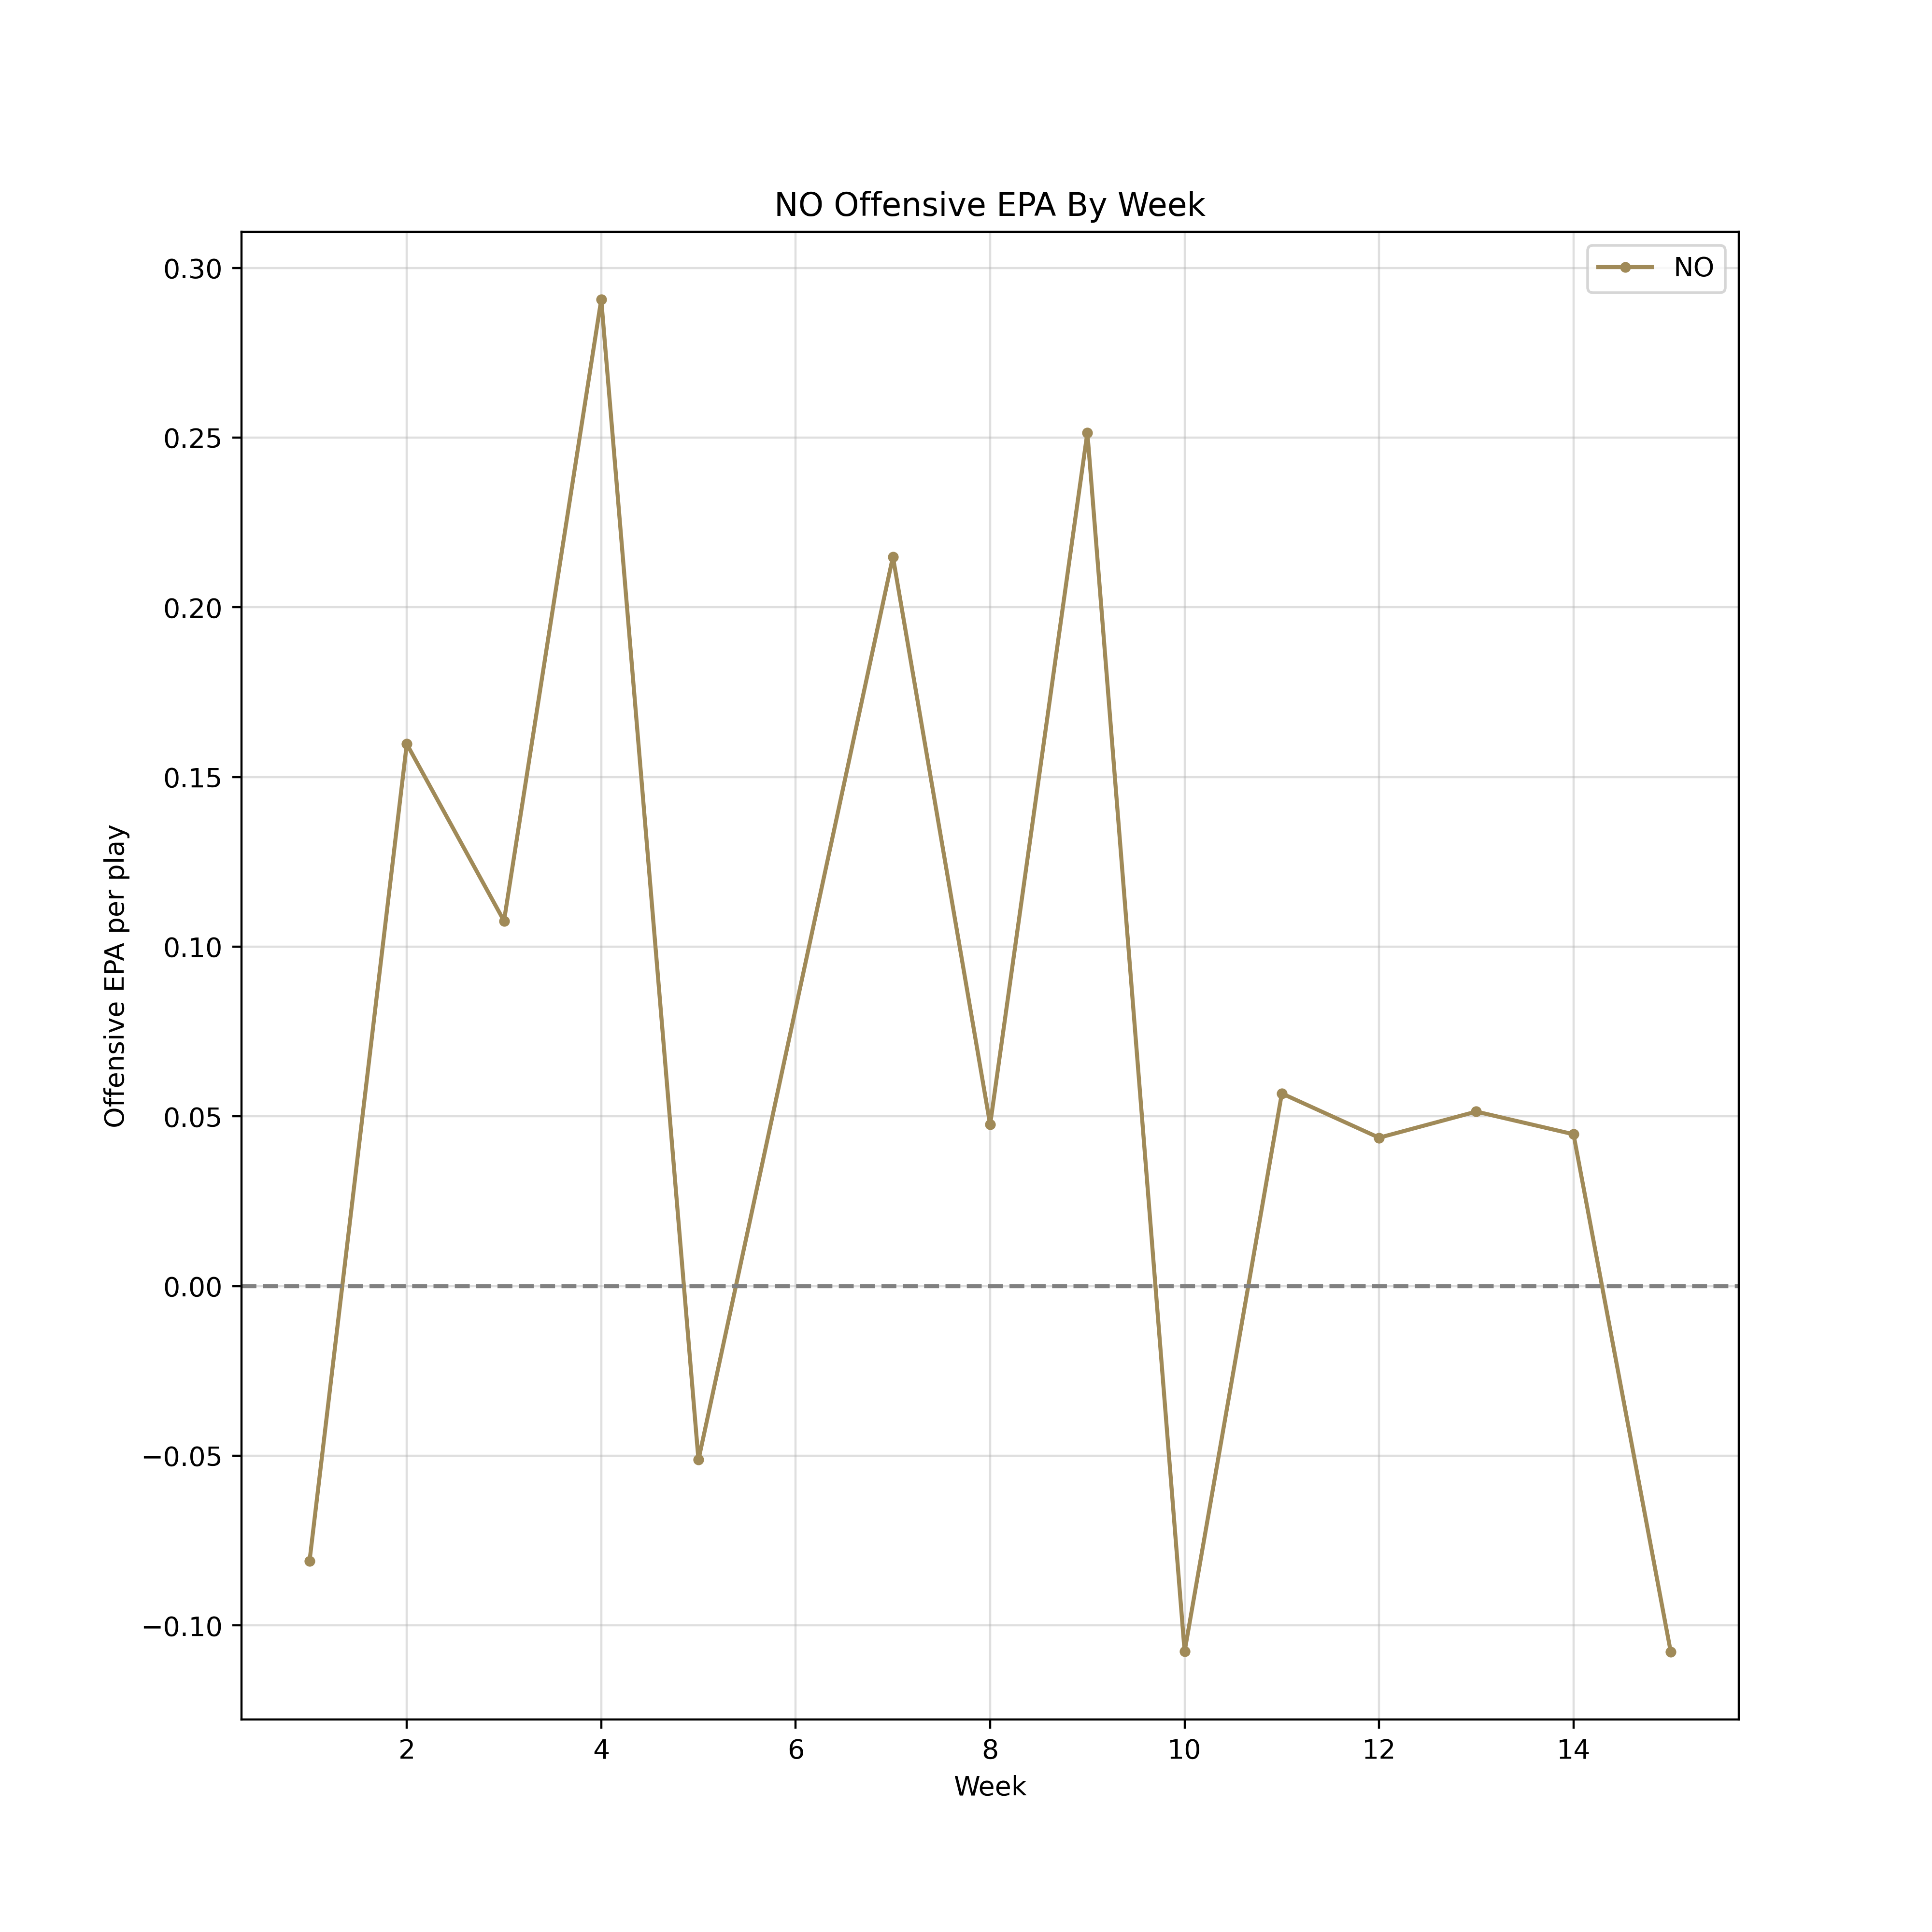 NO Offensive EPA By Week
NO
Offensive EPA per play
0.30
0.25
0.20
0.15
0.10
0.05
0.00
−0.05
−0.10
2 4 6 8 10 12 14
Week